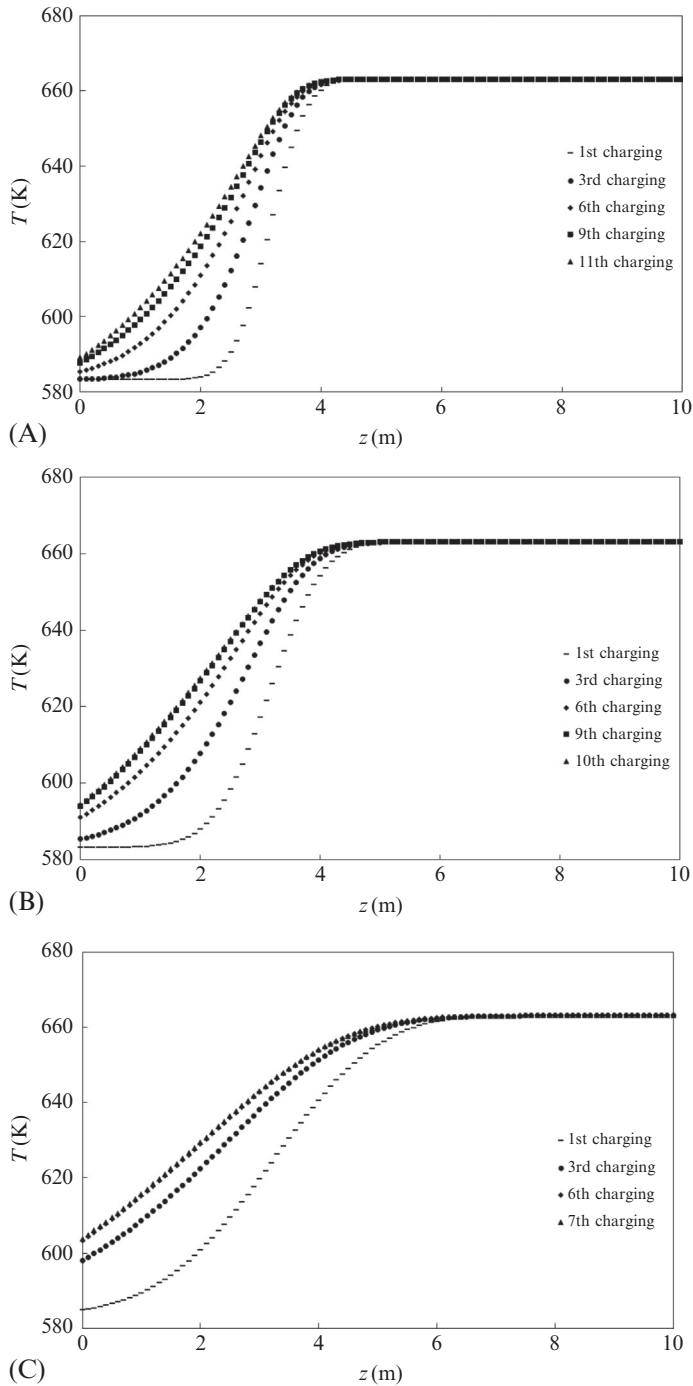 680
660
640
620
600
580
T (K)
– 1st charging
● 3rd charging
♦ 6th charging
■ 9th charging
▲ 11th charging
0 2 4 6 8 10
(A)
z (m)
680
660
640
620
600
580
T (K)
– 1st charging
● 3rd charging
♦ 6th charging
■ 9th charging
▲ 10th charging
0 2 4 6 8 10
(B)
z (m)
680
660
640
620
600
580
T (K)
– 1st charging
● 3rd charging
♦ 6th charging
▲ 7th charging
0 2 4 6 8 10
(C)
z (m)